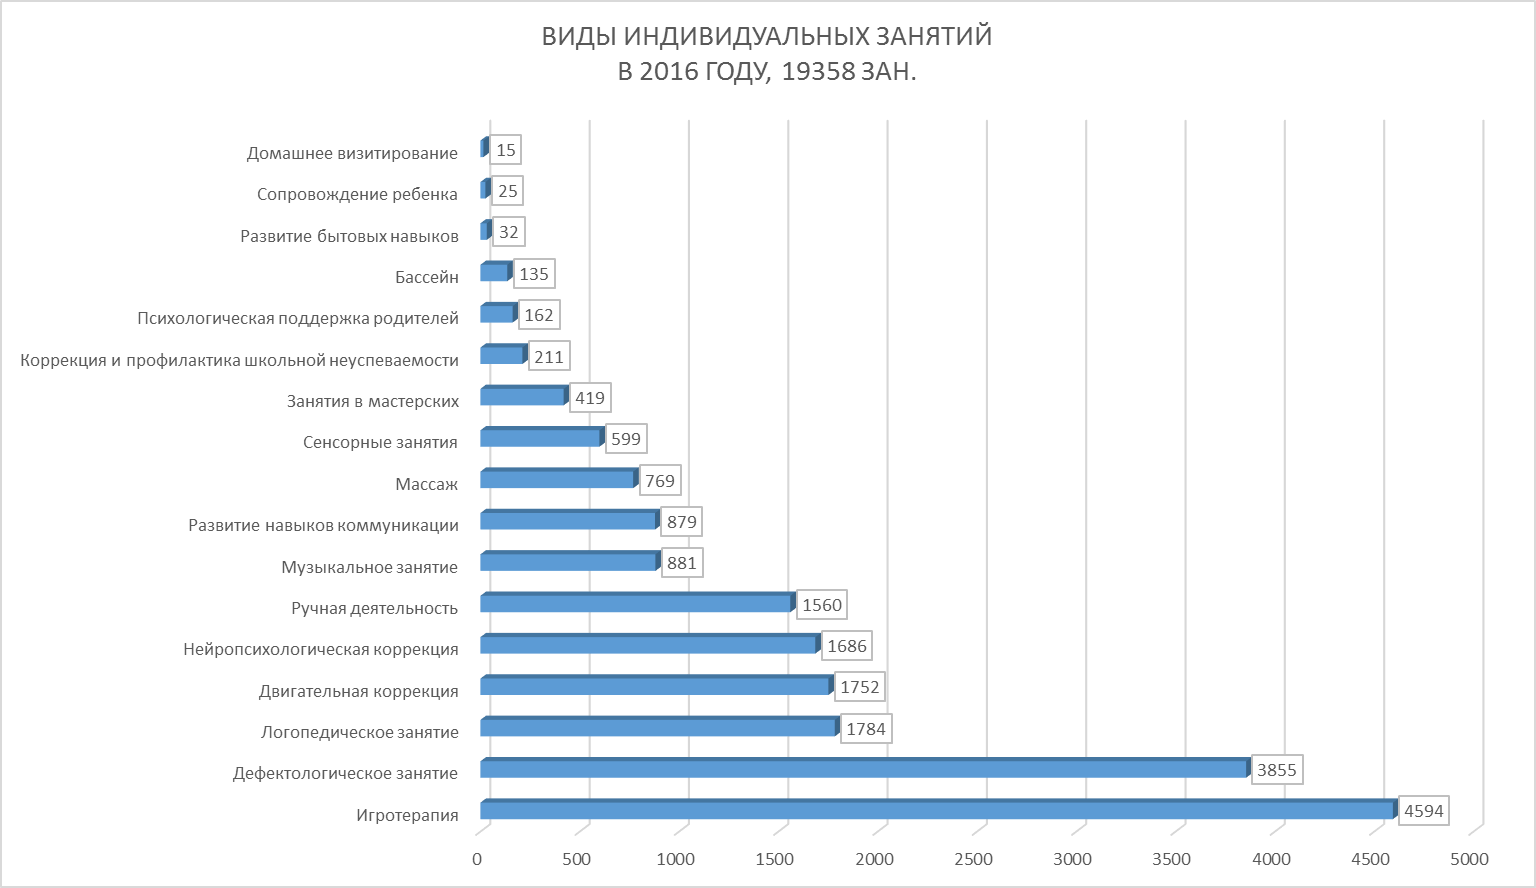 ВИДЫ ИНДИВИДУАЛЬНЫХ ЗАНЯТИЙ
В 2016 ГОДУ, 19358 ЗАН.
Домашнее визитирование 15
Сопровождение ребенка 25
Развитие бытовых навыков 32
Бассейн 135
Психологическая поддержка родителей 162
Коррекция и профилактика школьной неуспеваемости 211
Занятия в мастерских 419
Сенсорные занятия 599
Массаж 769
Развитие навыков коммуникации 879
Музыкальное занятие 881
Ручная деятельность 1560
Нейропсихологическая коррекция 1686
Двигательная коррекция 1752
Логопедическое занятие 1784
Дефектологическое занятие 3855
Игротерапия 4594
0 500 1000 1500 2000 2500 3000 3500 4000 4500 5000